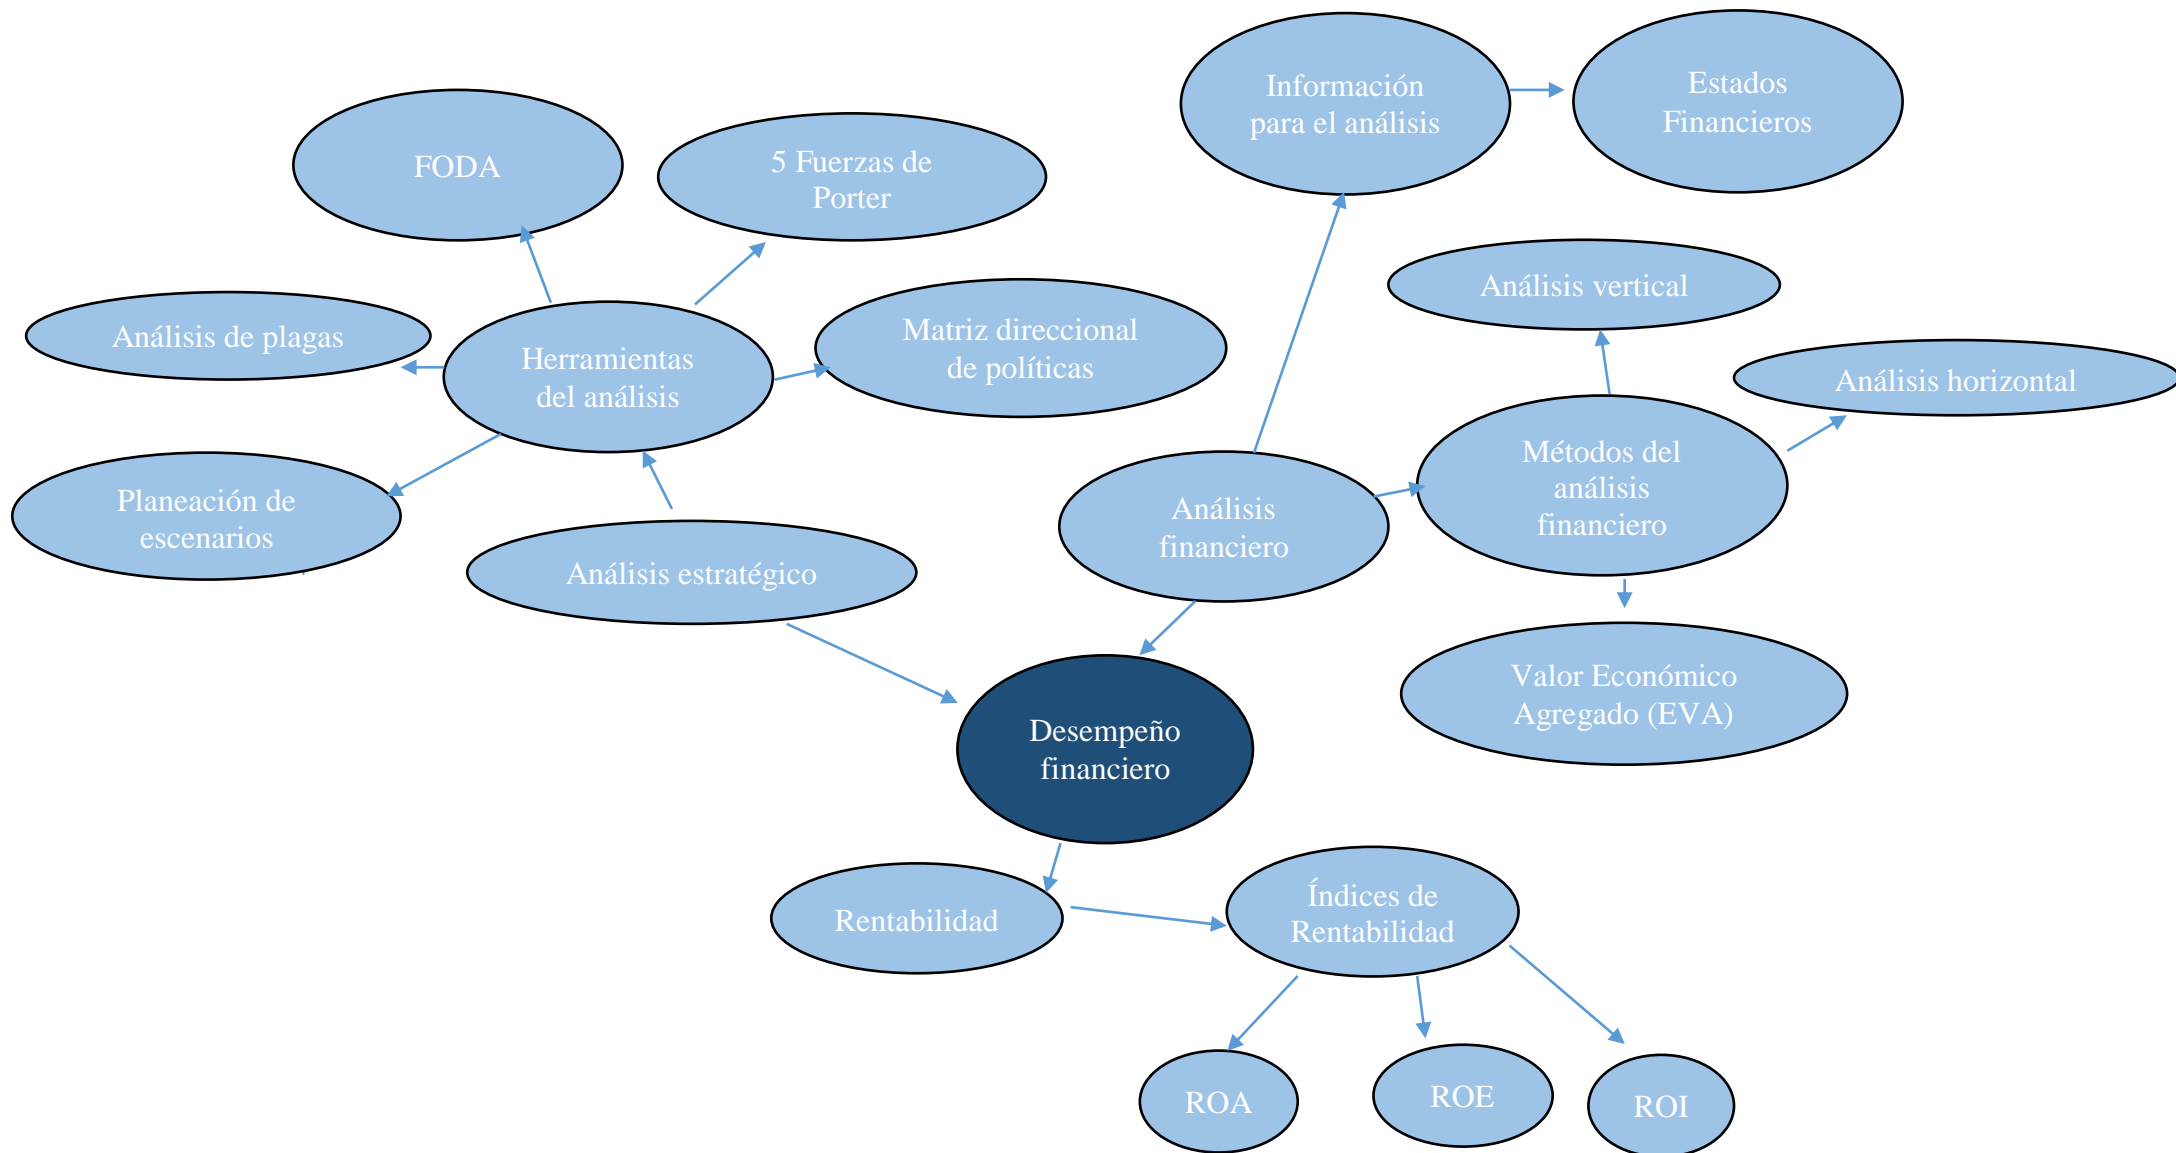 Información
para el análisis
Estados
Financieros
FODA
5 Fuerzas de
Porter
Análisis vertical
Análisis de plagas
Herramientas
del análisis
Matriz direccional
de políticas
Análisis horizontal
Métodos del
análisis
financiero
Planeación de
escenarios
Análisis estratégico
Análisis
financiero
Valor Económico
Agregado (EVA)
Desempeño
financiero
Rentabilidad
Índices de
Rentabilidad
ROA
ROE
ROI